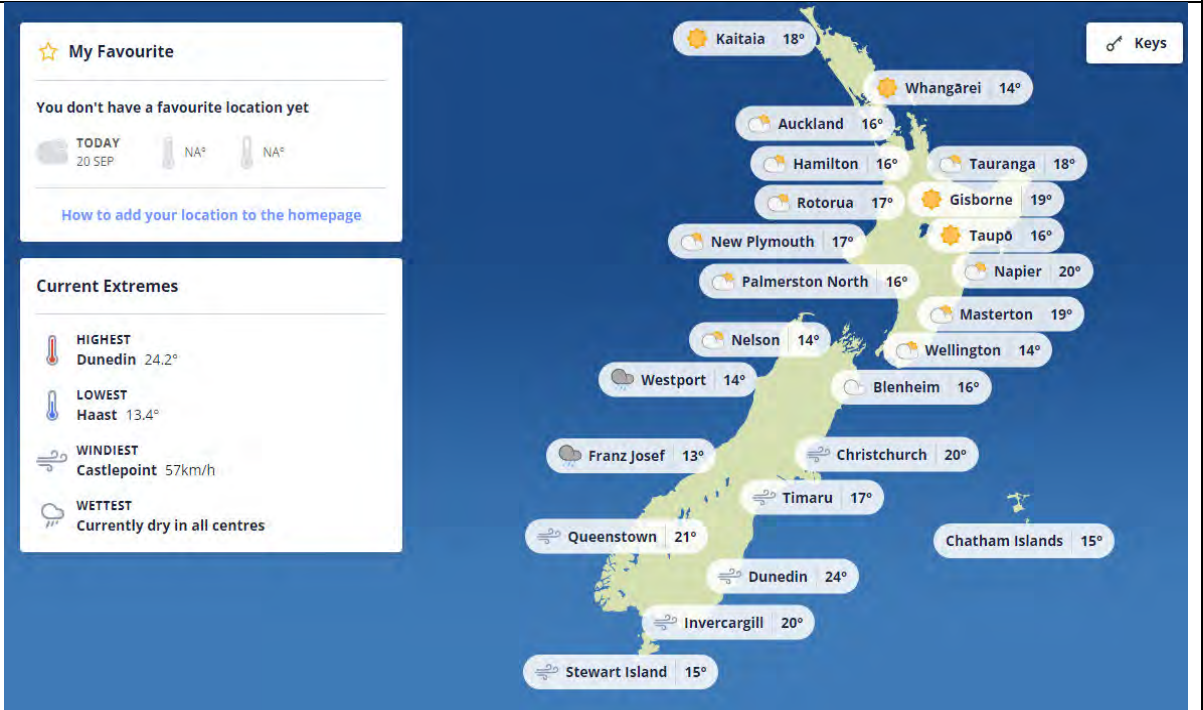 My Favourite
You don't have a favourite location yet
TODAY
20 SEP
NA°
NA°
How to add your location to the homepage
Current Extremes
HIGHEST
Dunedin 24.2°
LOWEST
Haast 13.4°
WINDIEST
Castlepoint 57km/h
WETTEST
Currently dry in all centres
Keys
Kaitaia 18°
Whangārei 14°
Auckland 16°
Hamilton 16°
Tauranga 18°
Rotorua 17°
Gisborne 19°
New Plymouth 17°
Taupō 16°
Palmerston North 16°
Napier 20°
Masterton 19°
Nelson 14°
Wellington 14°
Westport 14°
Blenheim 16°
Franz Josef 13°
Christchurch 20°
Timaru 17°
Queenstown 21°
Chatham Islands 15°
Dunedin 24°
Invercargill 20°
Stewart Island 15°